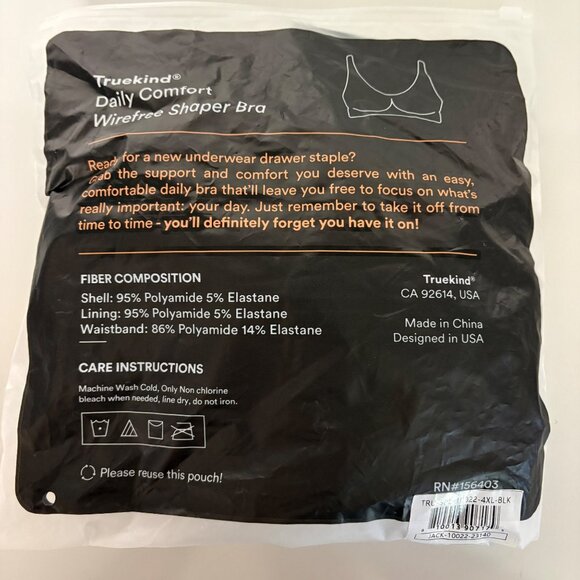 Truekind®
Daily Comfort
Wirefree Shaper Bra
Ready for a new underwear drawer staple?
Grab the support and comfort you deserve with an easy,
comfortable daily bra that'll leave you free to focus on what's
really important: your day. Just remember to take it off from
time to time - you'll definitely forget you have it on!
FIBER COMPOSITION
Shell: 95% Polyamide 5% Elastane
Lining: 95% Polyamide 5% Elastane
Waistband: 86% Polyamide 14% Elastane
Truekind®
CA 92614, USA
Made in China
Designed in USA
CARE INSTRUCTIONS
Machine Wash Cold, Only Non chlorine
bleach when needed, line dry, do not iron.
Please reuse this pouch!
RN#156403
JACK-10022-23140